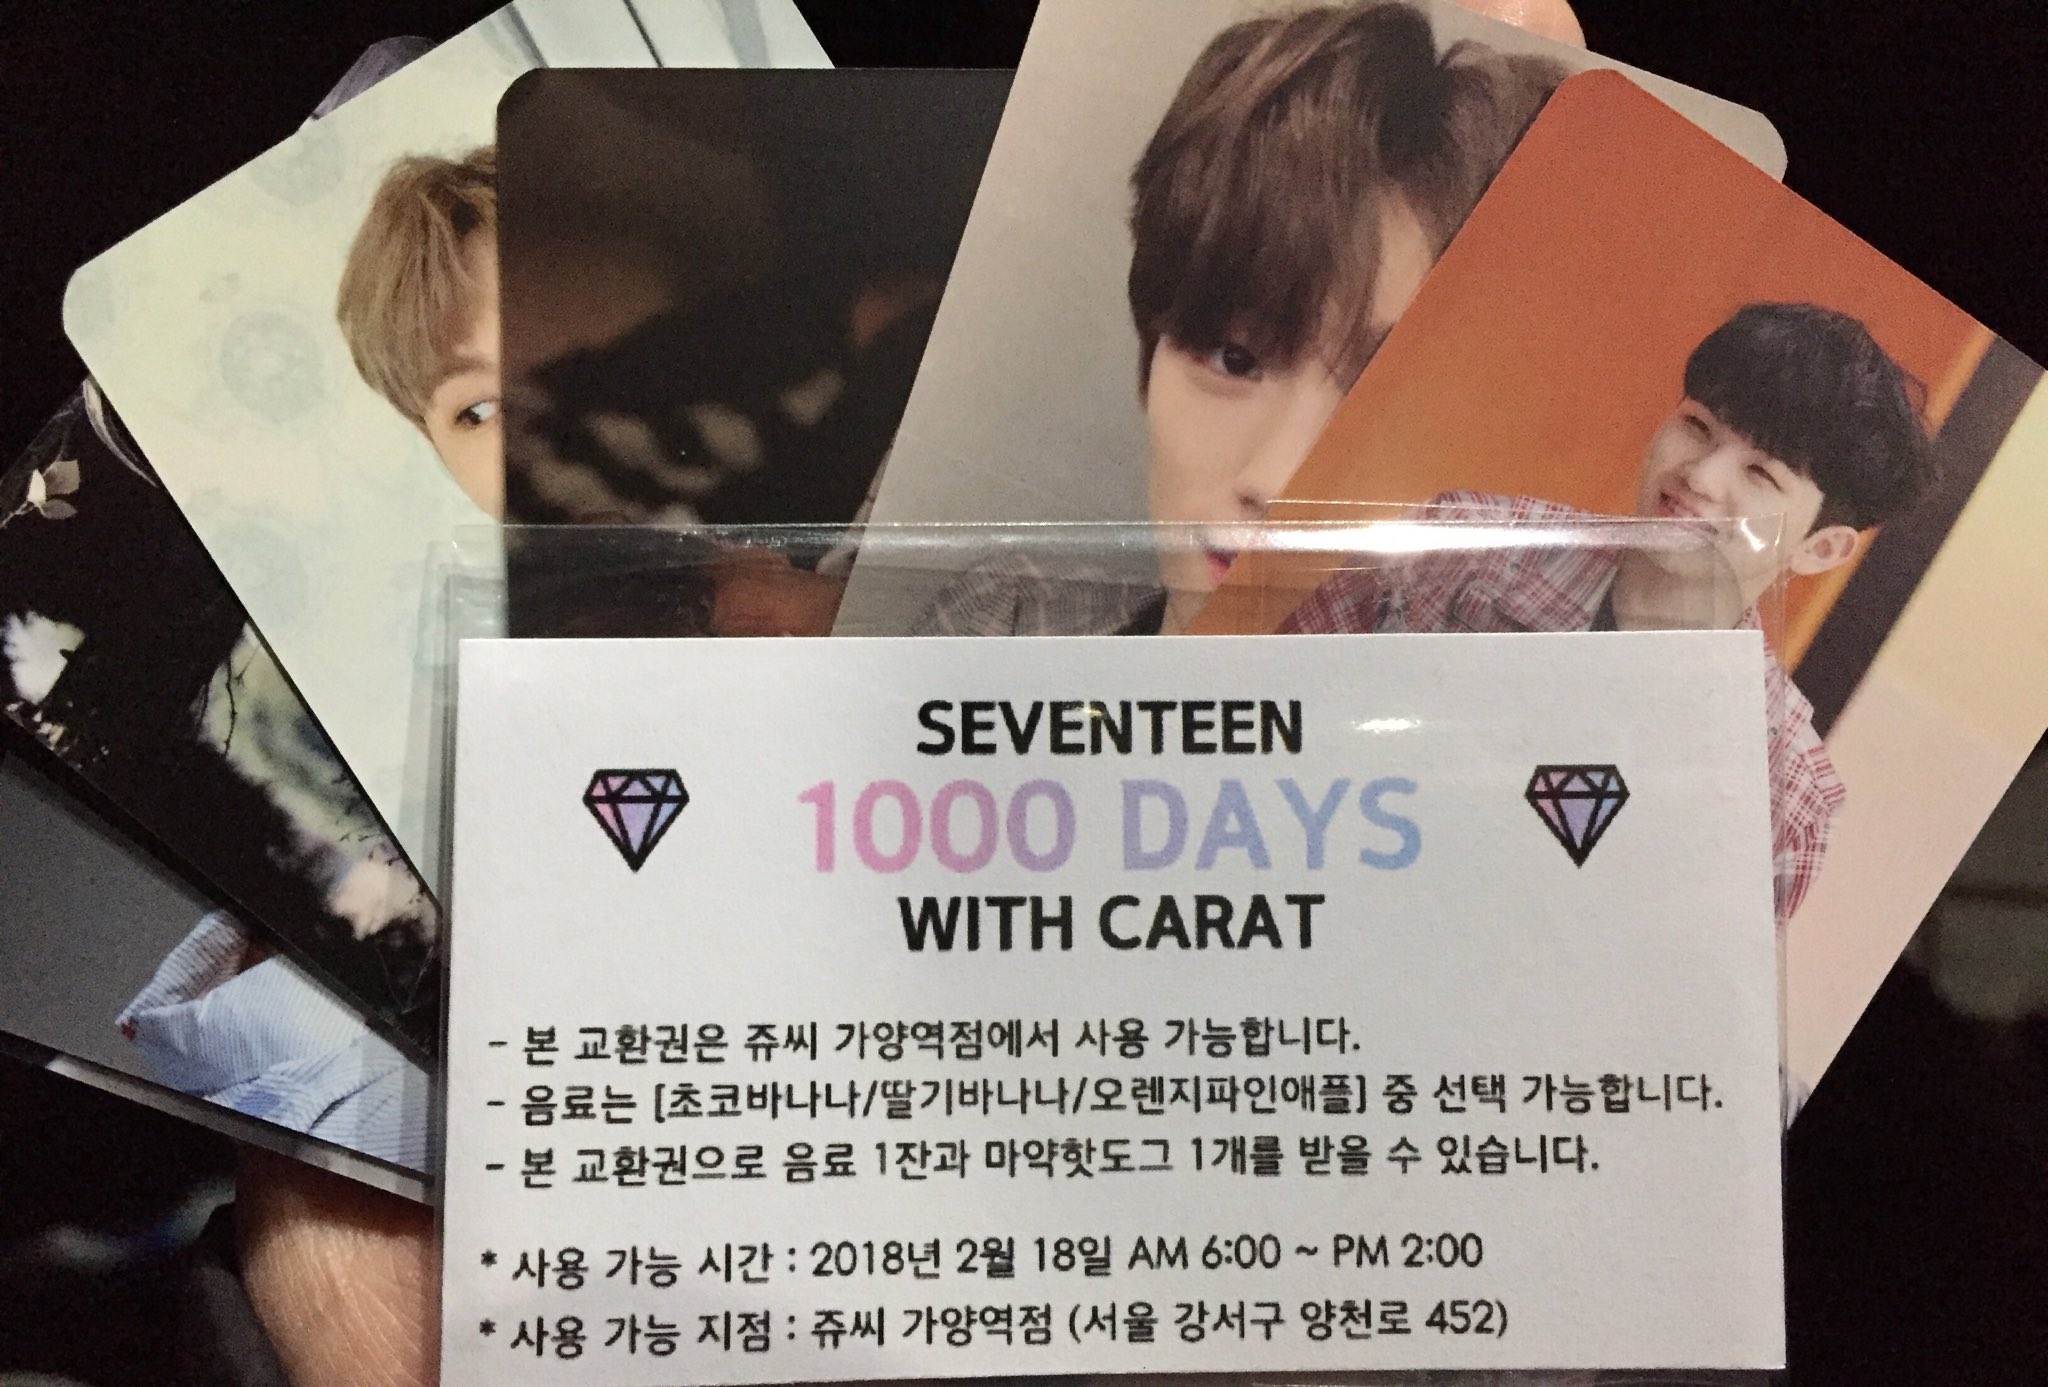 SEVENTEEN
1000 DAYS
WITH CARAT
- 본 교환권은 쥬씨 가양역점에서 사용 가능합니다.
- 음료는 [초코바나나/딸기바나나/오렌지파인애플] 중 선택 가능합니다.
- 본 교환권으로 음료 1잔과 마약핫도그 1개를 받을 수 있습니다.
* 사용 가능 시간 : 2018년 2월 18일 AM 6:00 ~ PM 2:00
* 사용 가능 지점 : 쥬씨 가양역점 (서울 강서구 양천로 452)